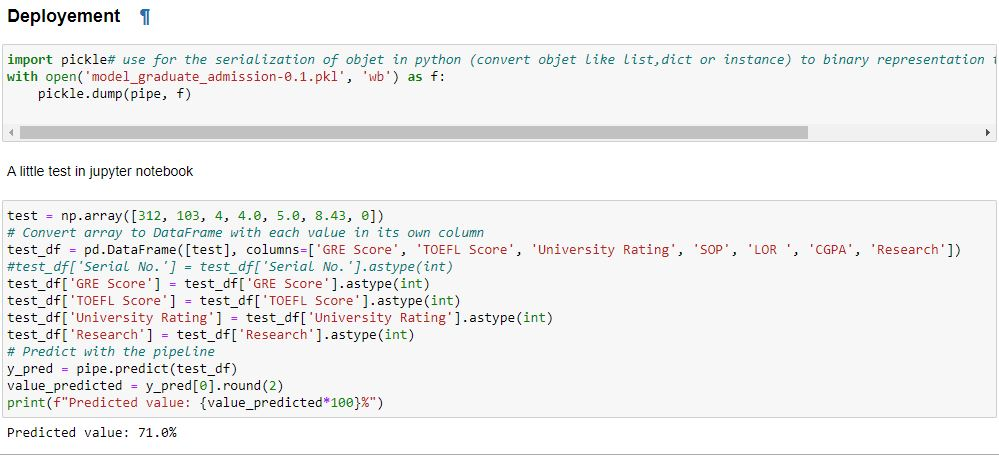 Deployement ¶
import pickle# use for the serialization of objet in python (convert objet like list,dict or instance) to binary representation
with open('model_graduate_admission-0.1.pkl', 'wb') as f:
    pickle.dump(pipe, f)
A little test in jupyter notebook
test = np.array([312, 103, 4, 4.0, 5.0, 8.43, 0])
# Convert array to DataFrame with each value in its own column
test_df = pd.DataFrame([test], columns=['GRE Score', 'TOEFL Score', 'University Rating', 'SOP', 'LOR ', 'CGPA', 'Research'])
#test_df['Serial No.'] = test_df['Serial No.'].astype(int)
test_df['GRE Score'] = test_df['GRE Score'].astype(int)
test_df['TOEFL Score'] = test_df['TOEFL Score'].astype(int)
test_df['University Rating'] = test_df['University Rating'].astype(int)
test_df['Research'] = test_df['Research'].astype(int)
# Predict with the pipeline
y_pred = pipe.predict(test_df)
value_predicted = y_pred[0].round(2)
print(f"Predicted value: {value_predicted*100}%")
Predicted value: 71.0%